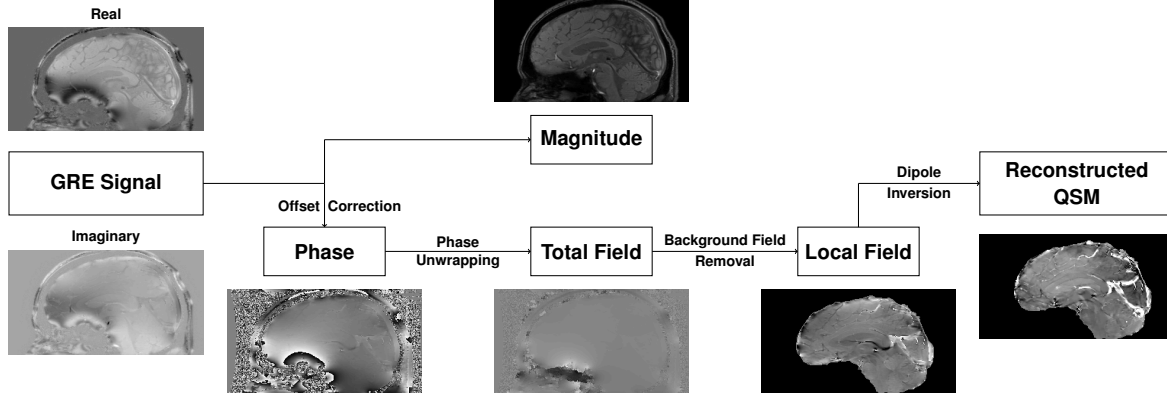 Real
GRE Signal
Imaginary
Magnitude
Offset Correction
Phase
Phase
Unwrapping
Total Field
Background Field
Removal
Local Field
Dipole
Inversion
Reconstructed
QSM